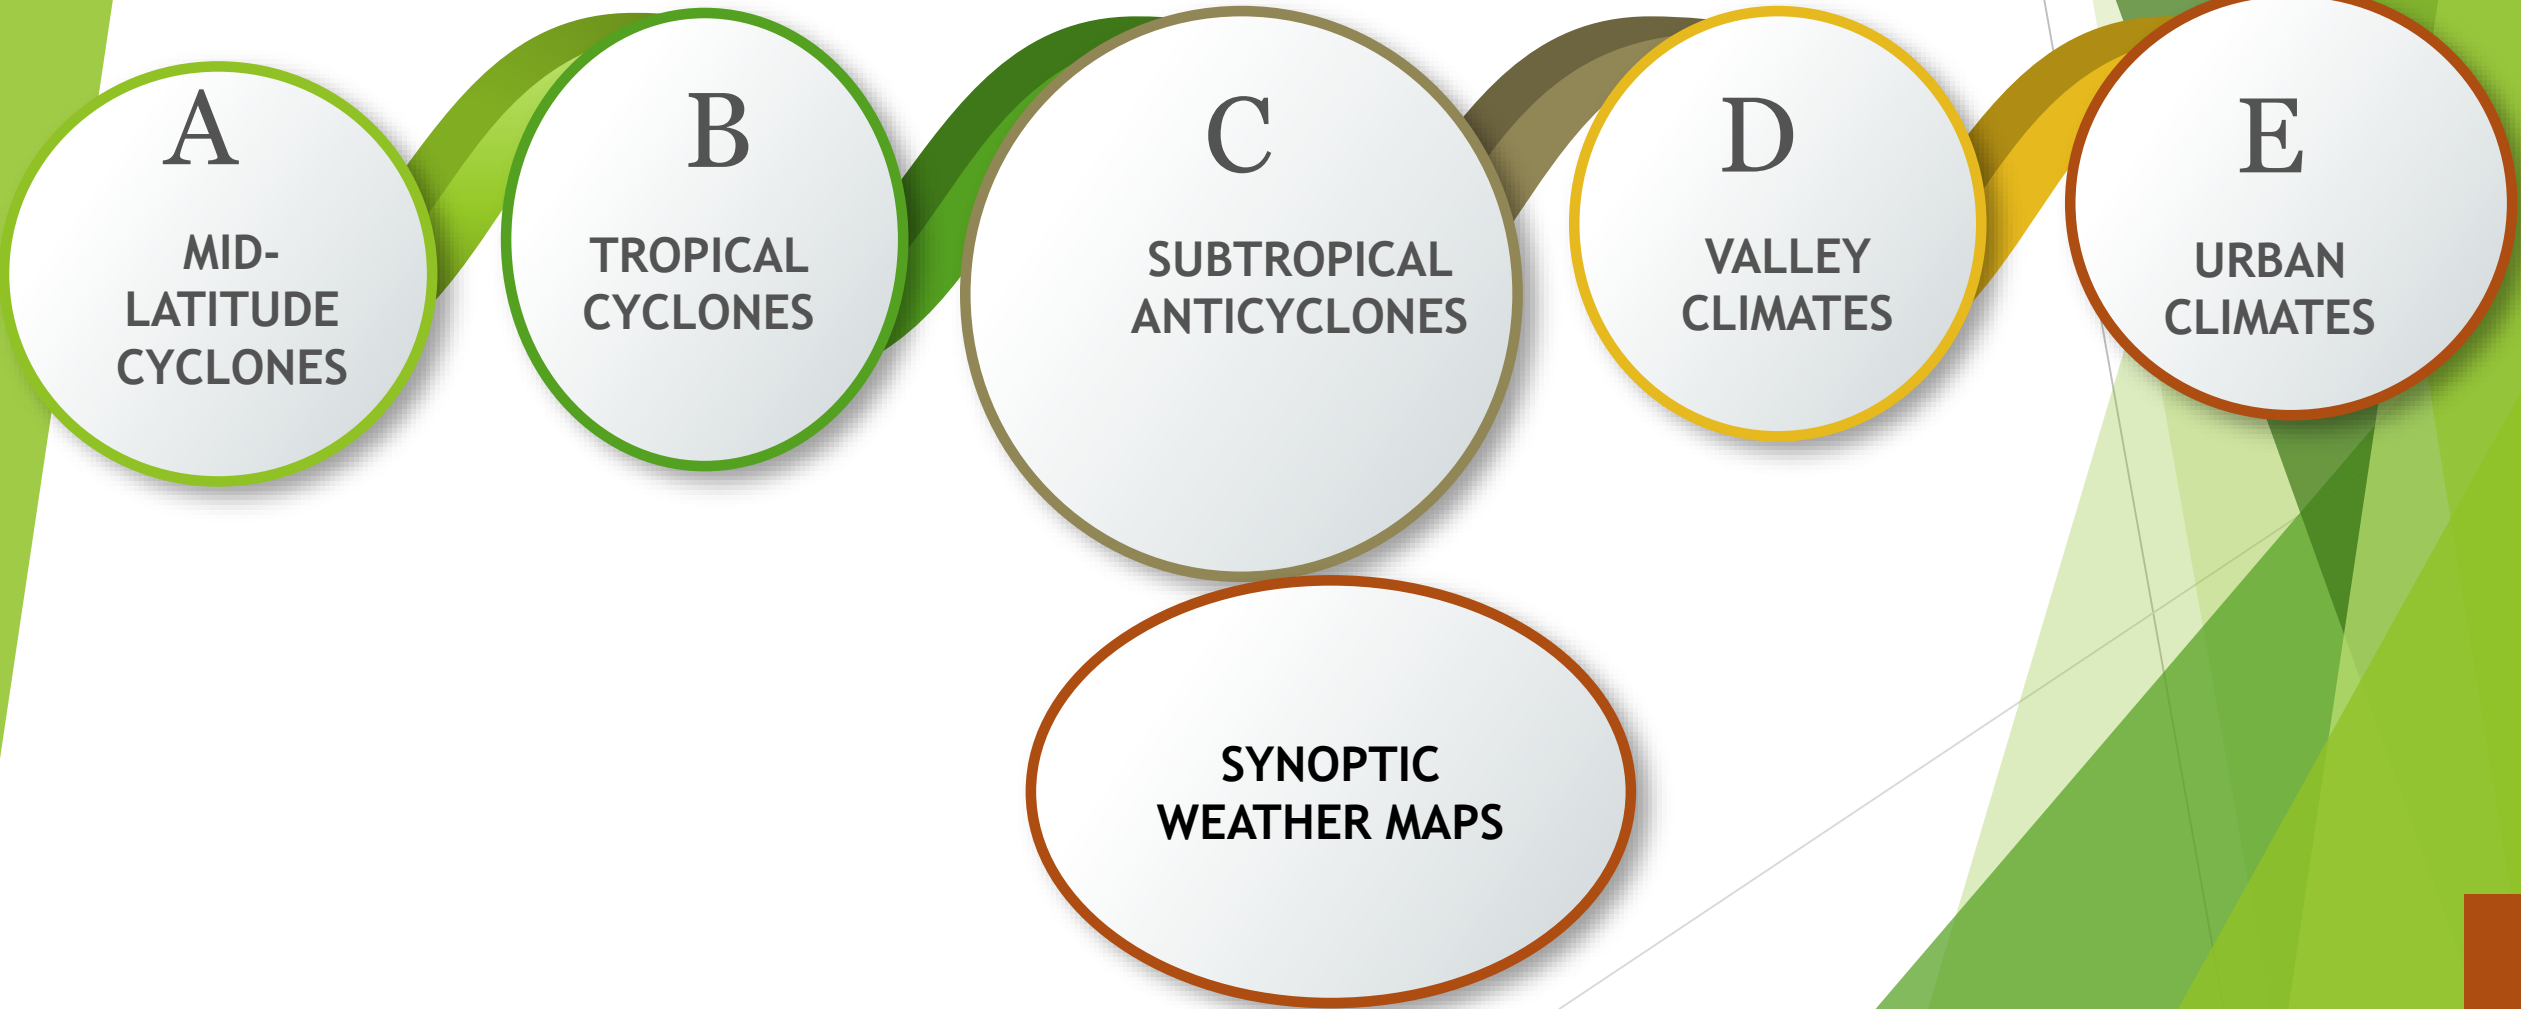 A
MID-
LATITUDE
CYCLONES
B
TROPICAL
CYCLONES
C
SUBTROPICAL
ANTICYCLONES
D
VALLEY
CLIMATES
E
URBAN
CLIMATES
SYNOPTIC
WEATHER MAPS